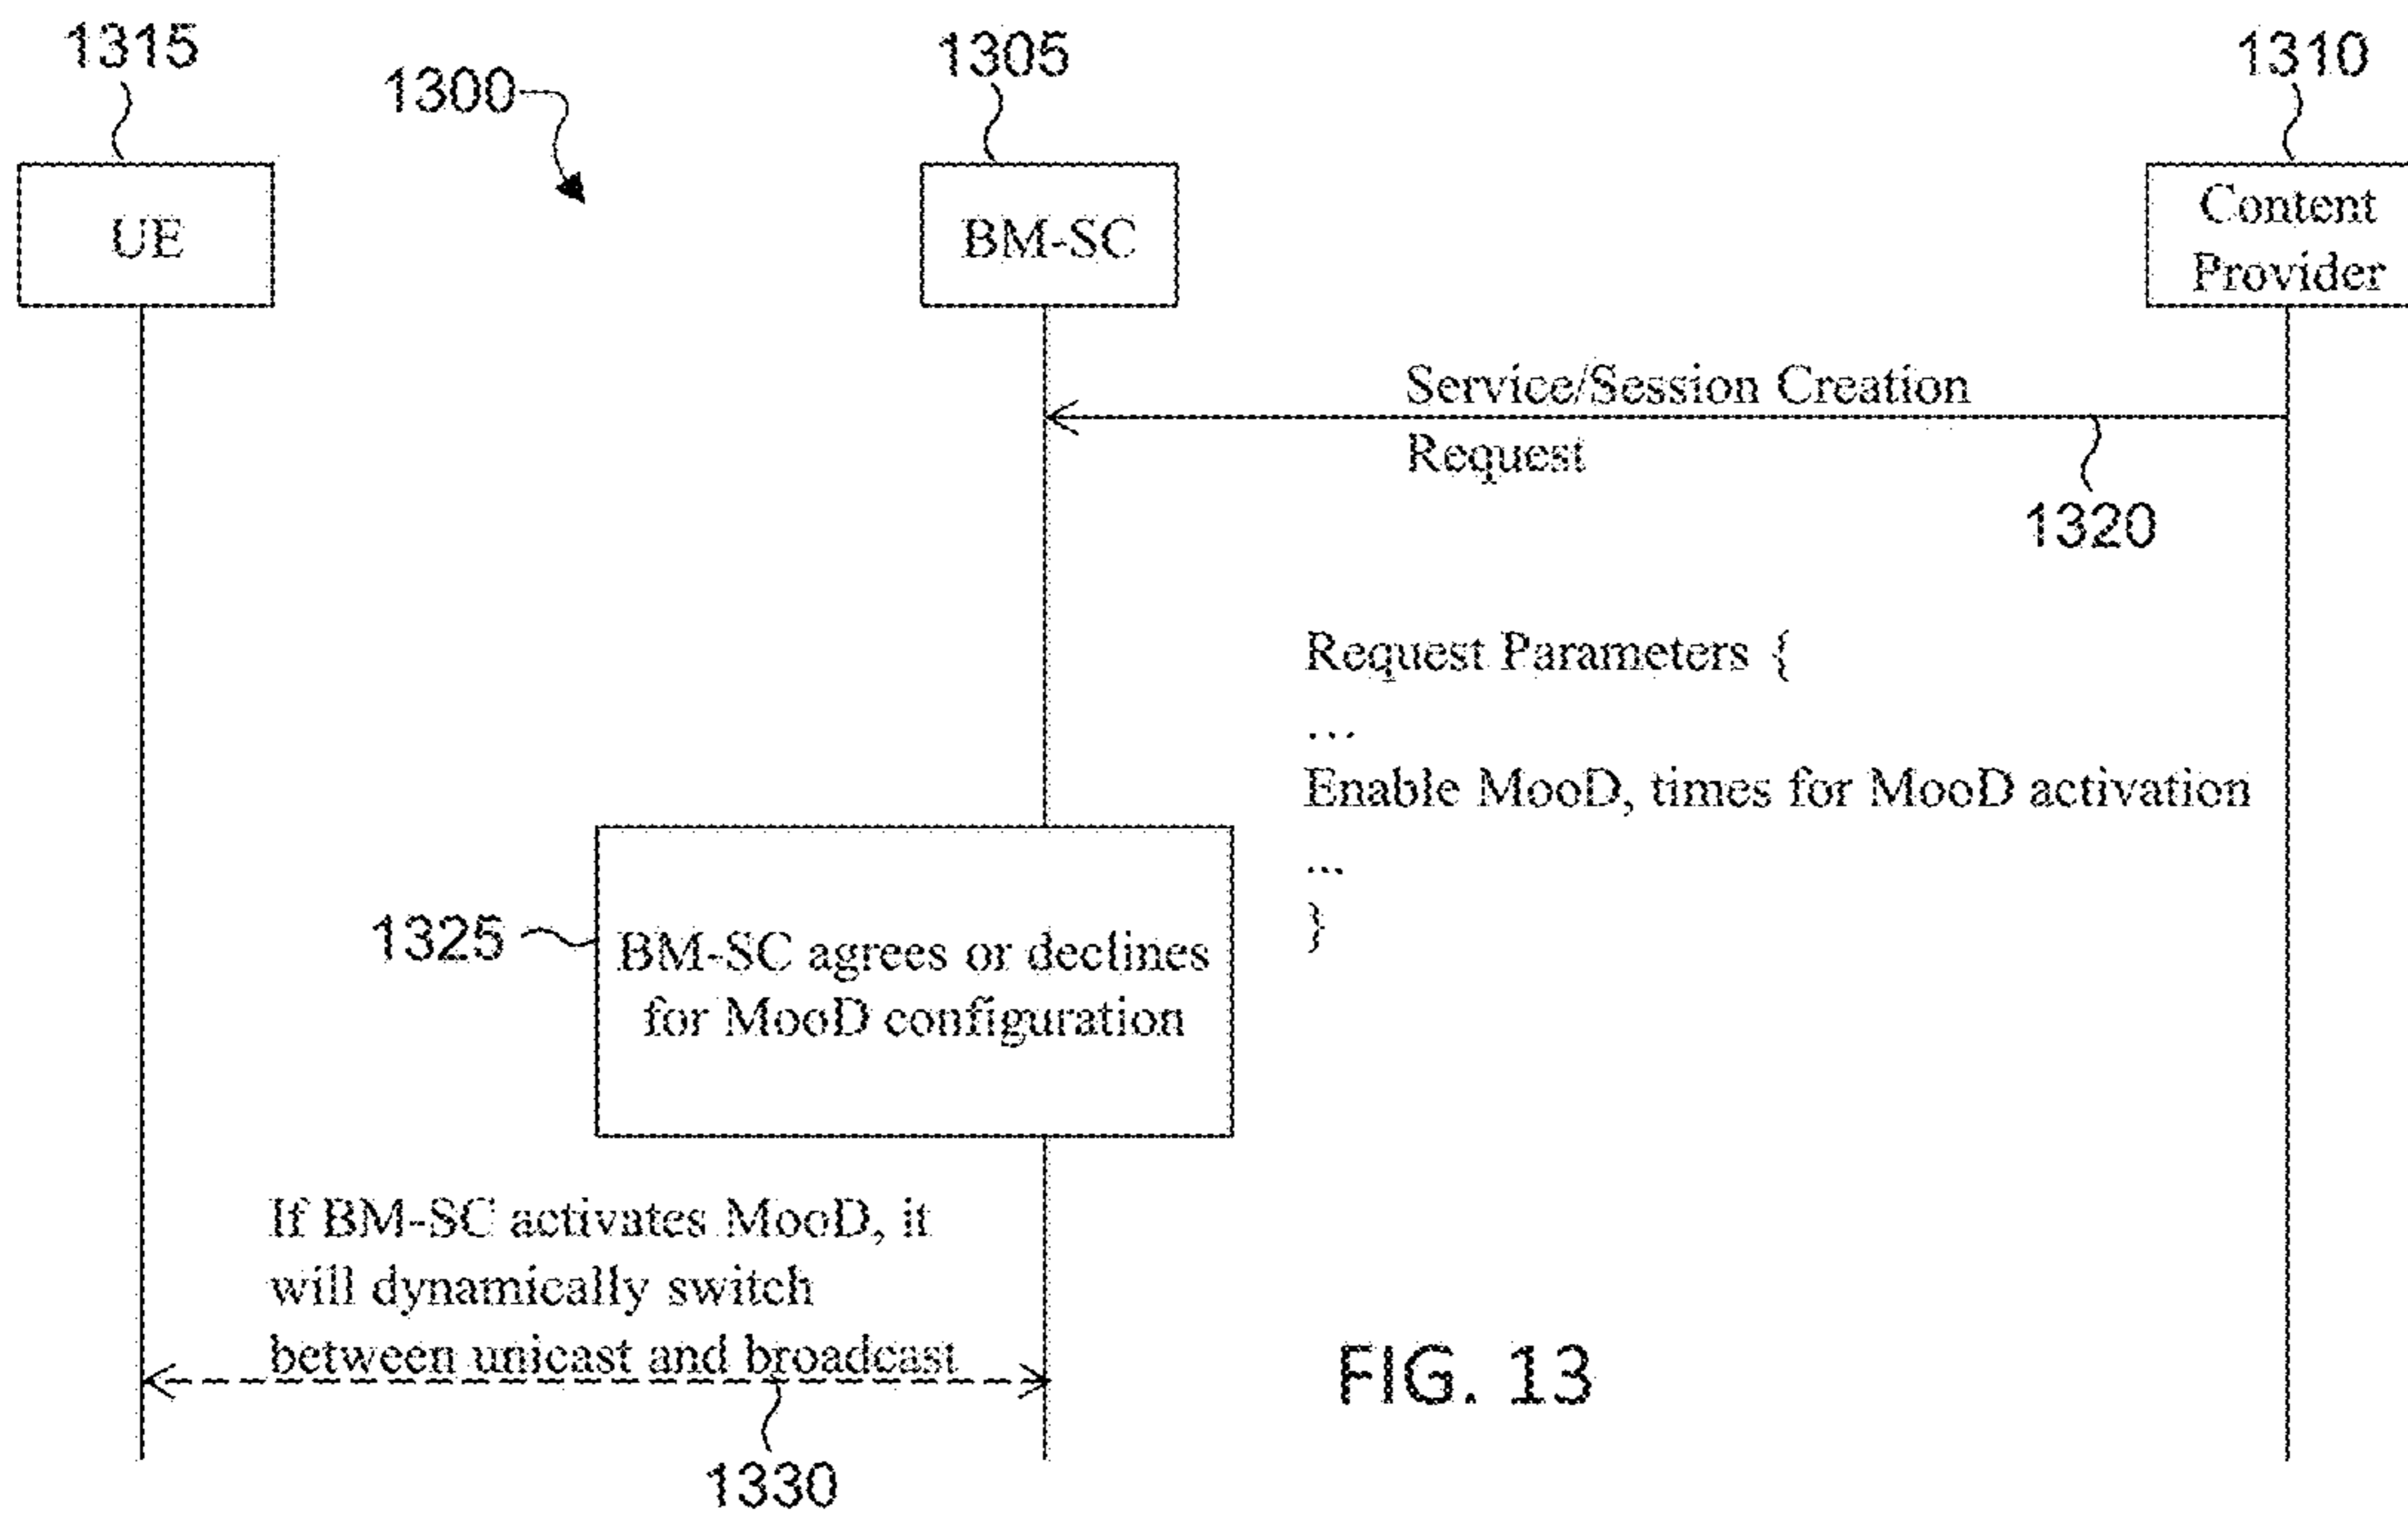 1315
1300
1305
1310
UE
BM-SC
Content
Provider
Service/Session Creation
Request
1320
Request Parameters {
...
Enable MooD, times for MooD activation
...
}
1325
BM-SC agrees or declines
for MooD configuration
If BM-SC activates MooD, it
will dynamically switch
between unicast and broadcast
1330
FIG. 13